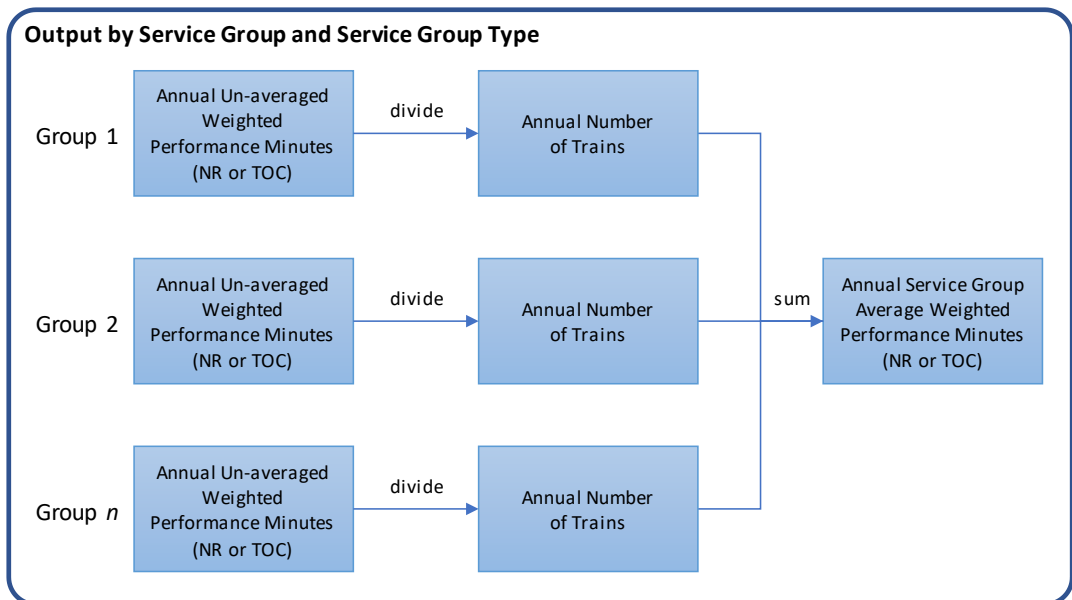 Output by Service Group and Service Group Type
Group 1
Annual Un-averaged
Weighted
Performance Minutes
(NR or TOC)
divide
Annual Number
of Trains
Group 2
Annual Un-averaged
Weighted
Performance Minutes
(NR or TOC)
divide
Annual Number
of Trains
sum
Annual Service Group
Average Weighted
Performance Minutes
(NR or TOC)
Group n
Annual Un-averaged
Weighted
Performance Minutes
(NR or TOC)
divide
Annual Number
of Trains